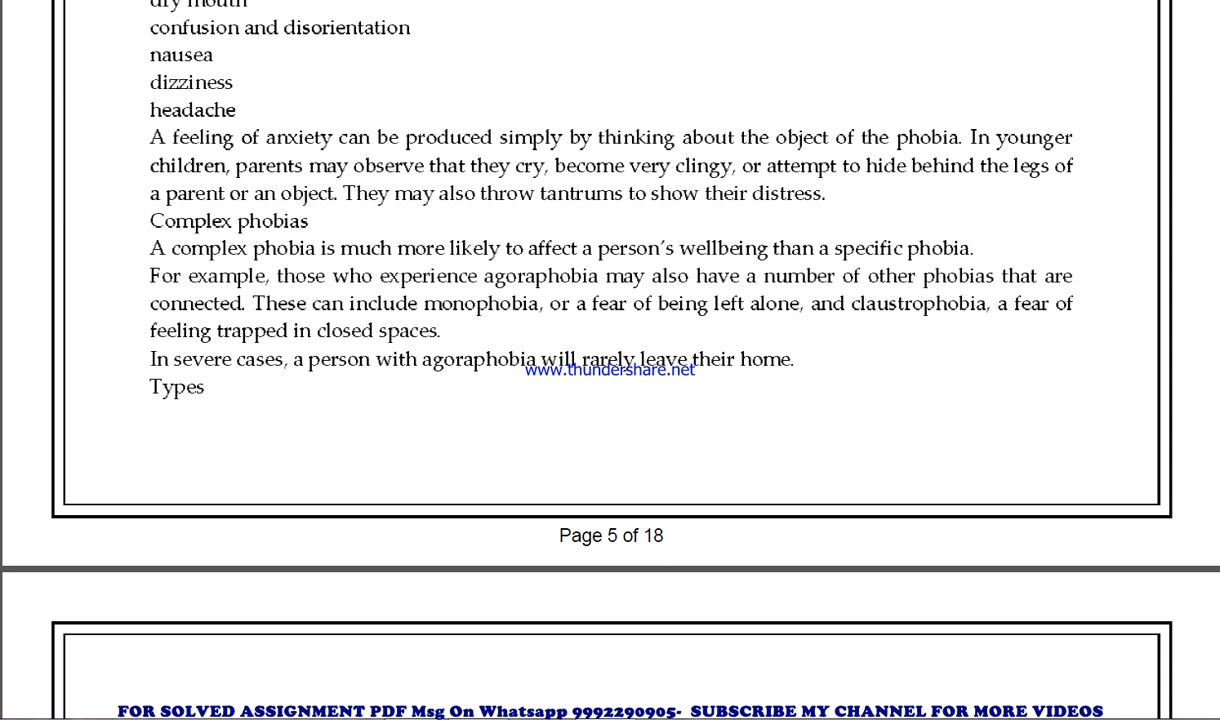 dry mouth
confusion and disorientation
nausea
dizziness
headache
A feeling of anxiety can be produced simply by thinking about the object of the phobia. In younger
children, parents may observe that they cry, become very clingy, or attempt to hide behind the legs of
a parent or an object. They may also throw tantrums to show their distress.
Complex phobias
A complex phobia is much more likely to affect a person's wellbeing than a specific phobia.
For example, those who experience agoraphobia may also have a number of other phobias that are
connected. These can include monophobia, or a fear of being left alone, and claustrophobia, a fear of
feeling trapped in closed spaces.
In severe cases, a person with agoraphobia will rarely leave their home.
www.thundershare.net
Types
Page 5 of 18
FOR SOLVED ASSIGNMENT PDF Msg On Whatsapp 9992290905- SUBSCRIBE MY CHANNEL FOR MORE VIDEOS